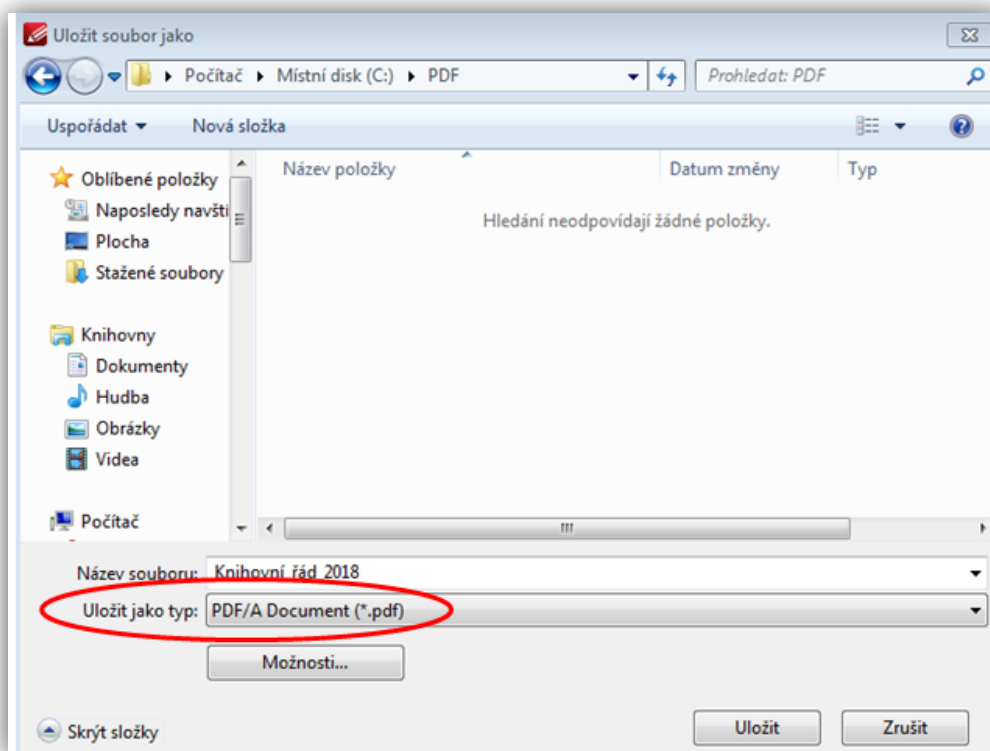 Uložit soubor jako
Počítač Místní disk (C:) PDF Prohledat: PDF
Uspořádat Nová složka
Název položky Datum změny Typ
Hledání neodpovídají žádné položky.
Oblíbené položky
Naposledy navšti
Plocha
Stažené soubory
Knihovny
Dokumenty
Hudba
Obrázky
Videa
Počítač
Název souboru: Knihovní_řád_2018
Uložit jako typ: PDF/A Document (*.pdf)
Možnosti...
Skrýt složky Uložit Zrušit